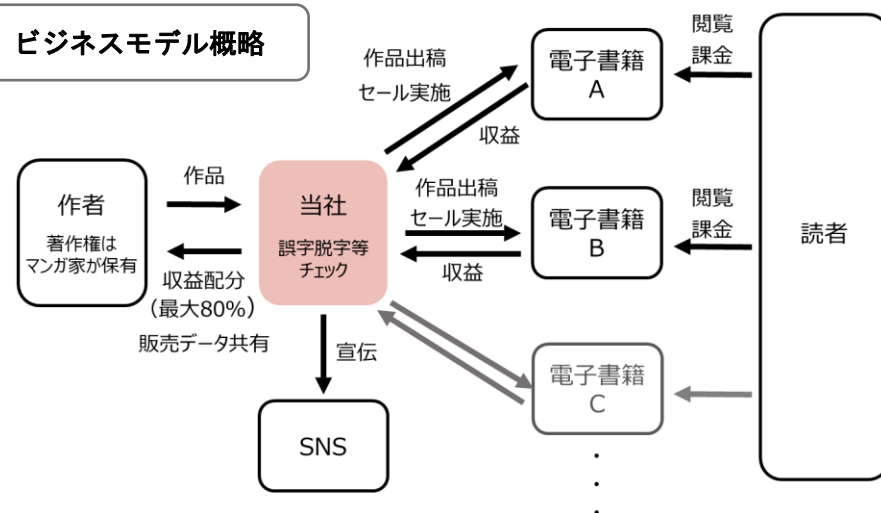 ビジネスモデル概略
作者
著作権は
マンガ家が保有
作品
収益配分
(最大80%)
販売データ共有
当社
誤字脱字等
チェック
宣伝
SNS
作品出稿
セール実施
収益
作品出稿
セール実施
収益
電子書籍
A
電子書籍
B
電子書籍
C
・
・
・
閲覧
課金
閲覧
課金
読者